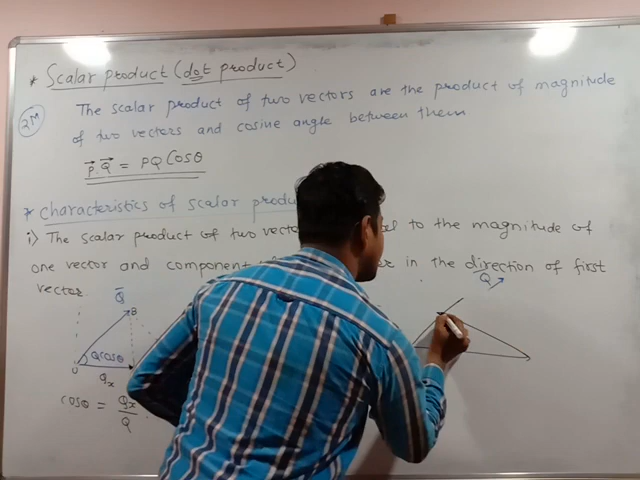 * Scalar product (dot product)
2M
The scalar product of two vectors are the product of magnitude
of two vectors and cosine angle between them
P⃗.Q⃗ = PQ Cosθ
* Characteristics of scalar produ
i) The scalar product of two vecto to the magnitude of
one vector and component in the direction of first
vector.
Q̅
Q
B
Qcosθ
O
Qx
cosθ = Qx/Q